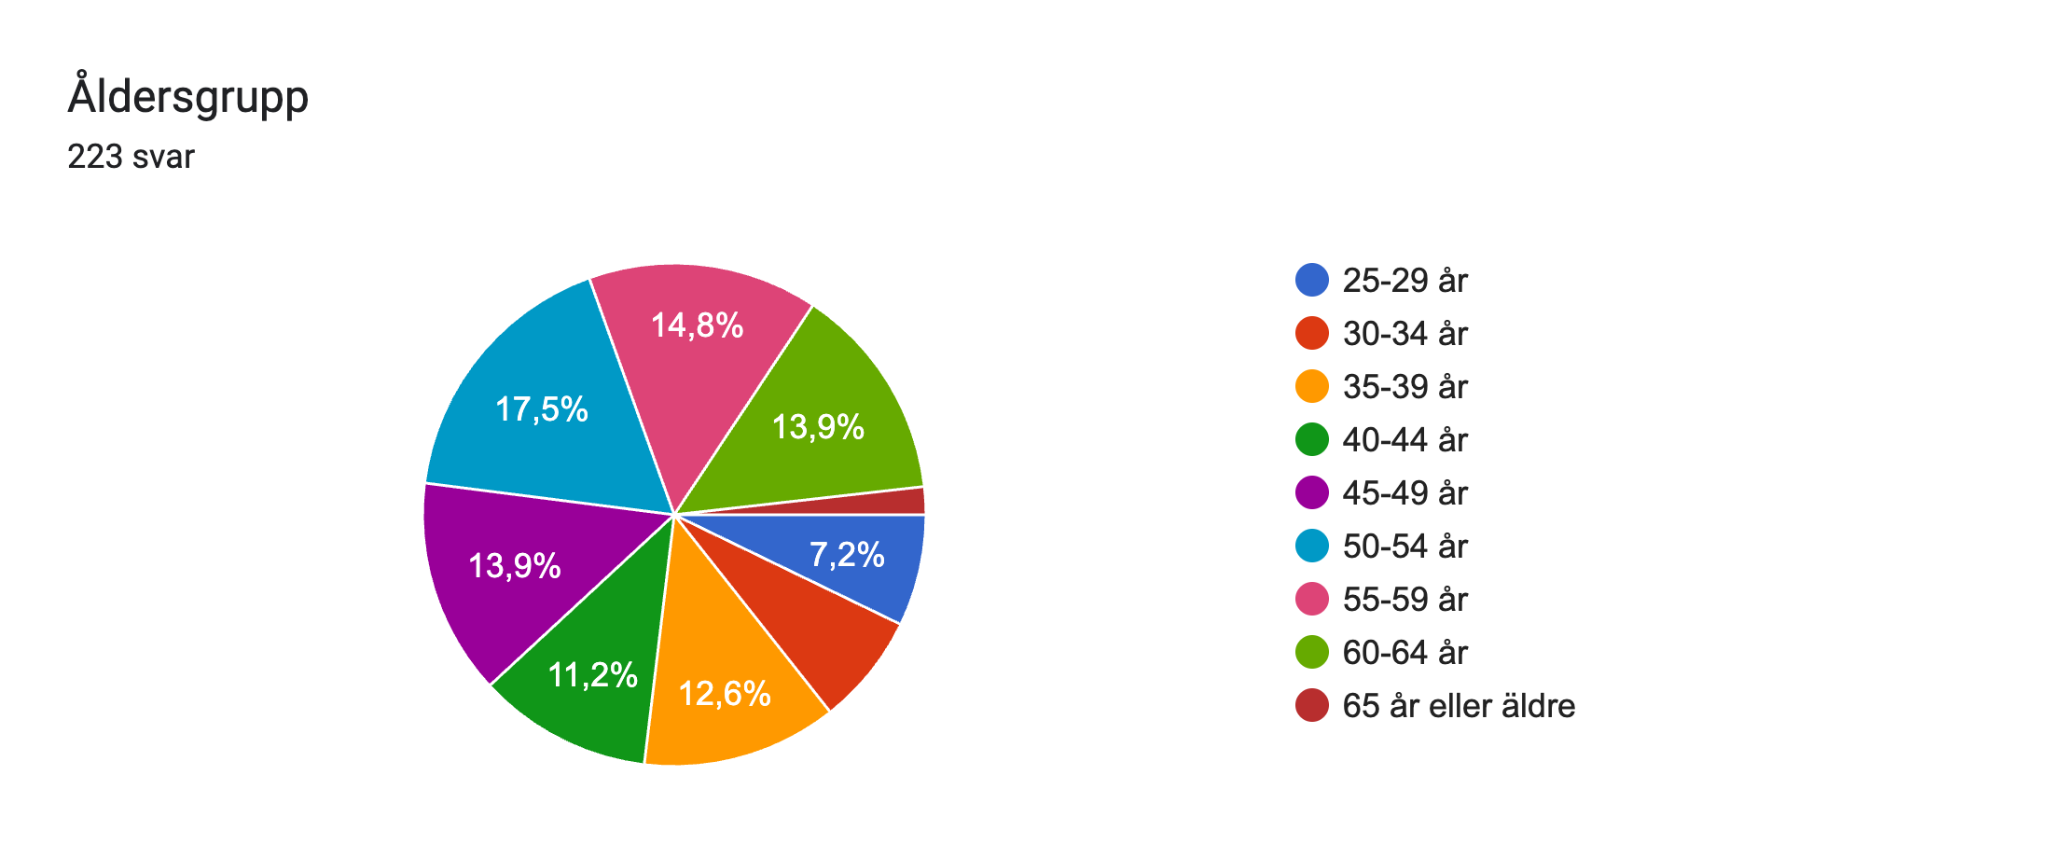 Åldersgrupp
223 svar
14,8%
17,5%
13,9%
7,2%
13,9%
11,2%
12,6%
25-29 år
30-34 år
35-39 år
40-44 år
45-49 år
50-54 år
55-59 år
60-64 år
65 år eller äldre